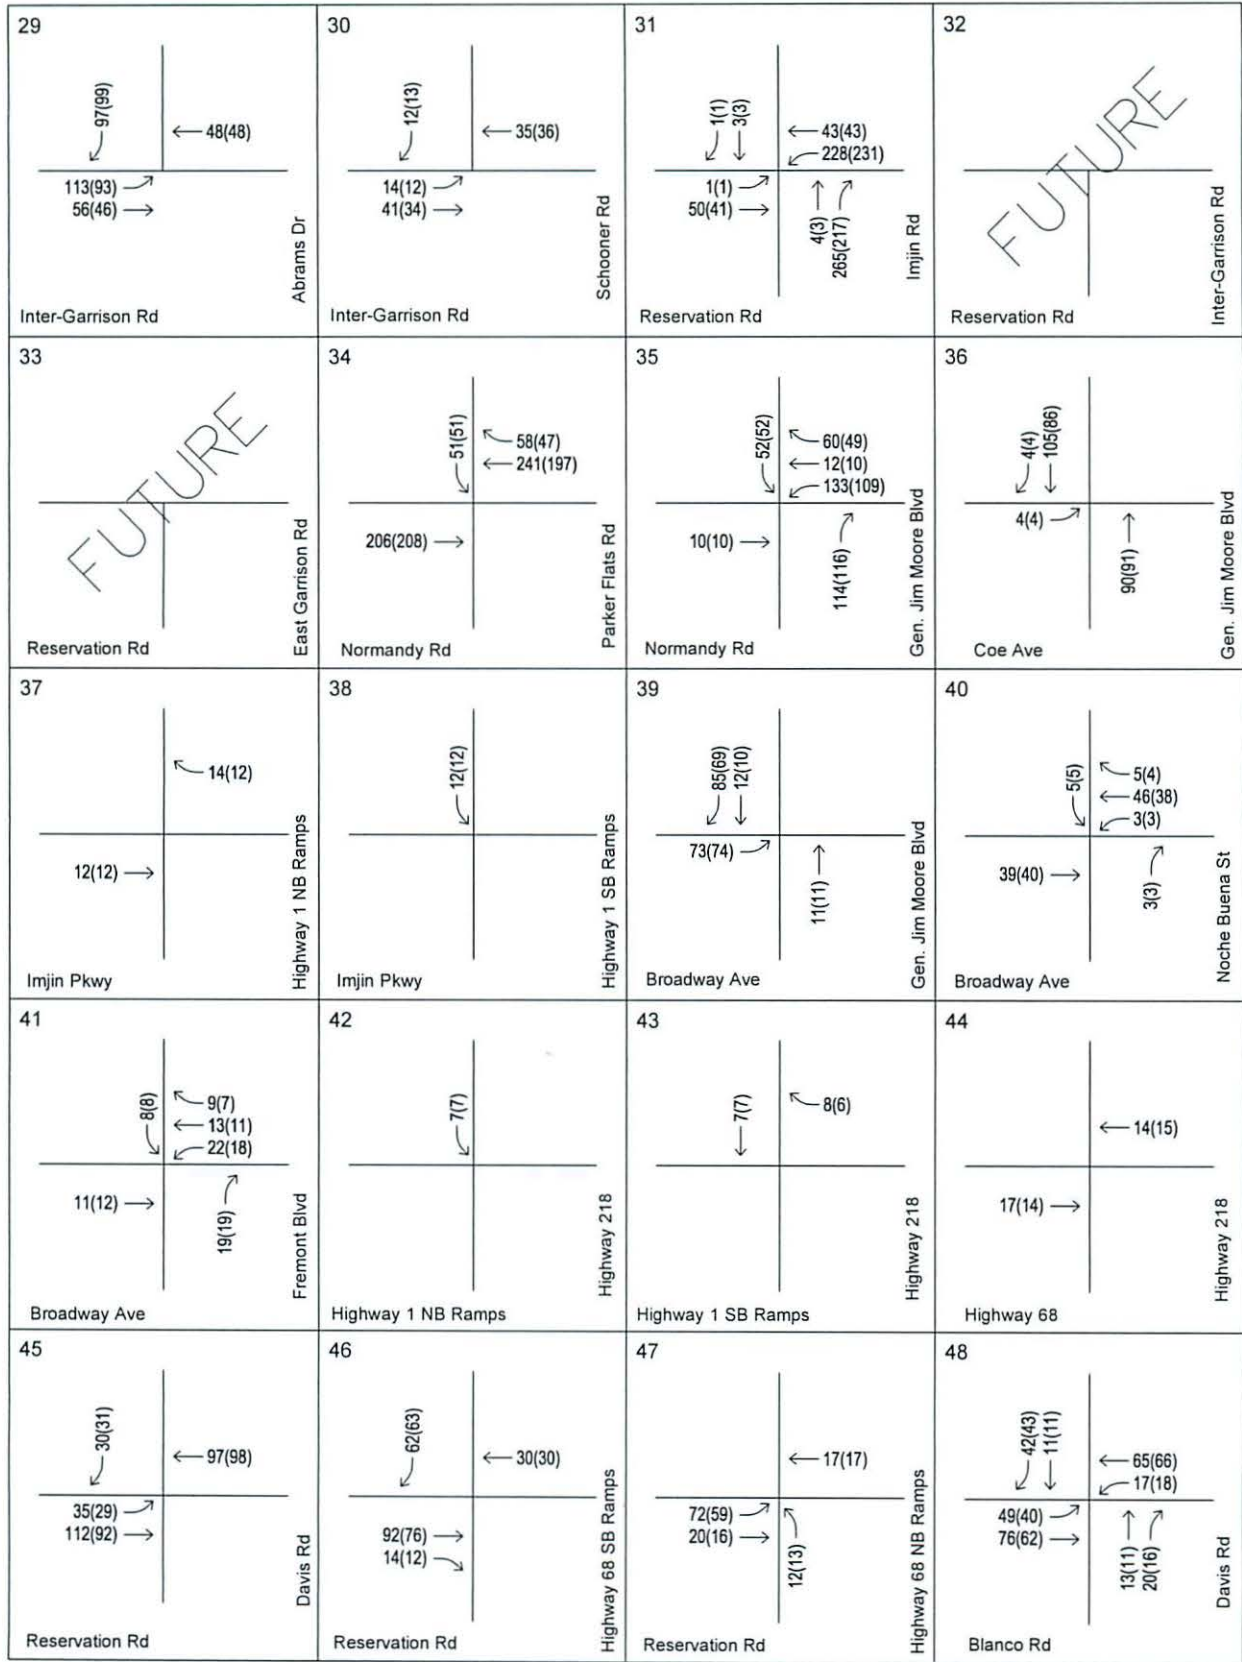 29
97(99)
48(48)
113(93)
56(46)
Abrams Dr
Inter-Garrison Rd
30
12(13)
35(36)
14(12)
41(34)
Schooner Rd
Inter-Garrison Rd
31
1(1)
3(3)
43(43)
228(231)
1(1)
50(41)
4(3)
265(217)
Imjin Rd
Reservation Rd
32
FUTURE
Inter-Garrison Rd
Reservation Rd
33
FUTURE
East Garrison Rd
Reservation Rd
34
51(51)
58(47)
241(197)
206(208)
Parker Flats Rd
Normandy Rd
35
52(52)
60(49)
12(10)
133(109)
10(10)
114(116)
Gen. Jim Moore Blvd
Normandy Rd
36
4(4)
105(86)
4(4)
90(91)
Gen. Jim Moore Blvd
Coe Ave
37
14(12)
12(12)
Highway 1 NB Ramps
Imjin Pkwy
38
12(12)
Highway 1 SB Ramps
Imjin Pkwy
39
85(69)
12(10)
73(74)
11(11)
Gen. Jim Moore Blvd
Broadway Ave
40
5(5)
5(4)
46(38)
3(3)
39(40)
3(3)
Noche Buena St
Broadway Ave
41
8(8)
9(7)
13(11)
22(18)
11(12)
19(19)
Fremont Blvd
Broadway Ave
42
7(7)
Highway 218
Highway 1 NB Ramps
43
7(7)
8(6)
Highway 218
Highway 1 SB Ramps
44
14(15)
17(14)
Highway 218
Highway 68
45
30(31)
97(98)
35(29)
112(92)
Davis Rd
Reservation Rd
46
62(63)
30(30)
92(76)
14(12)
Highway 68 SB Ramps
Reservation Rd
47
17(17)
72(59)
20(16)
12(13)
Highway 68 NB Ramps
Reservation Rd
48
42(43)
11(11)
65(66)
17(18)
49(40)
76(62)
13(11)
20(16)
Davis Rd
Blanco Rd